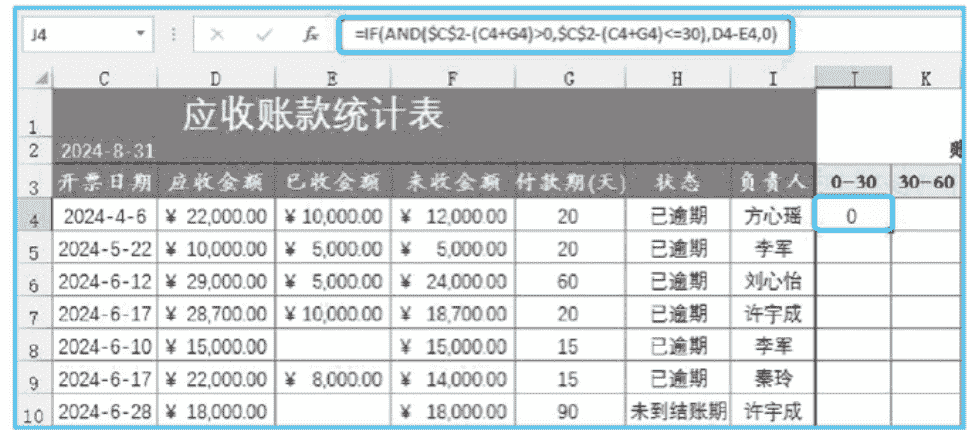 J4 fx =IF(AND($C$2-(C4+G4)>0,$C$2-(C4+G4)<=30),D4-E4,0)
C D E F G H I J K
1 应收账款统计表
2 2024-8-31
3 开票日期 应收金额 已收金额 未收金额 付款期(天) 状态 负责人 0-30 30-60
4 2024-4-6 ¥ 22,000.00 ¥ 10,000.00 ¥ 12,000.00 20 已逾期 方心瑶 0
5 2024-5-22 ¥ 10,000.00 ¥ 5,000.00 ¥ 5,000.00 20 已逾期 李军
6 2024-6-12 ¥ 29,000.00 ¥ 5,000.00 ¥ 24,000.00 60 已逾期 刘心怡
7 2024-6-17 ¥ 28,700.00 ¥ 10,000.00 ¥ 18,700.00 20 已逾期 许宇成
8 2024-6-10 ¥ 15,000.00 ¥ 15,000.00 15 已逾期 李军
9 2024-6-17 ¥ 22,000.00 ¥ 8,000.00 ¥ 14,000.00 15 已逾期 秦玲
10 2024-6-28 ¥ 18,000.00 ¥ 18,000.00 90 未到结账期 许宇成